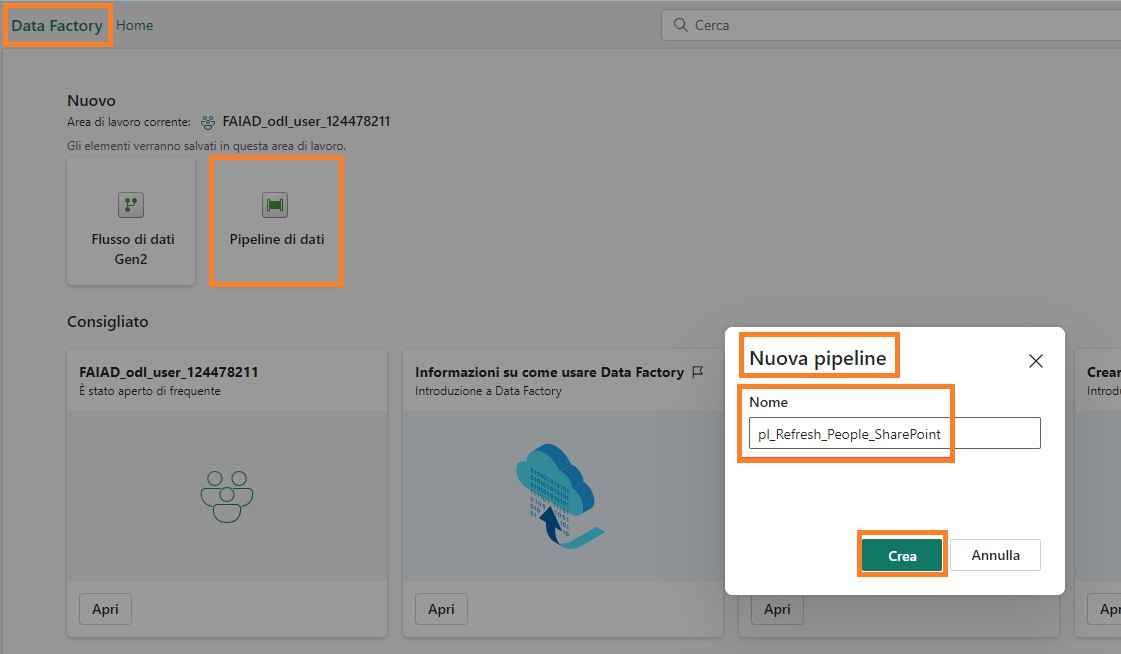 Data Factory Home
Cerca
Nuovo
Area di lavoro corrente: FAIAD_odl_user_124478211
Gli elementi verranno salvati in questa area di lavoro.
Flusso di dati
Gen2
Pipeline di dati
Consigliato
FAIAD_odl_user_124478211
È stato aperto di frequente
Apri
Informazioni su come usare Data Factory
Introduzione a Data Factory
Apri
Nuova pipeline
Nome
pl_Refresh_People_SharePoint
Crea
Annulla
Apri
Crear
Introdu
Apr